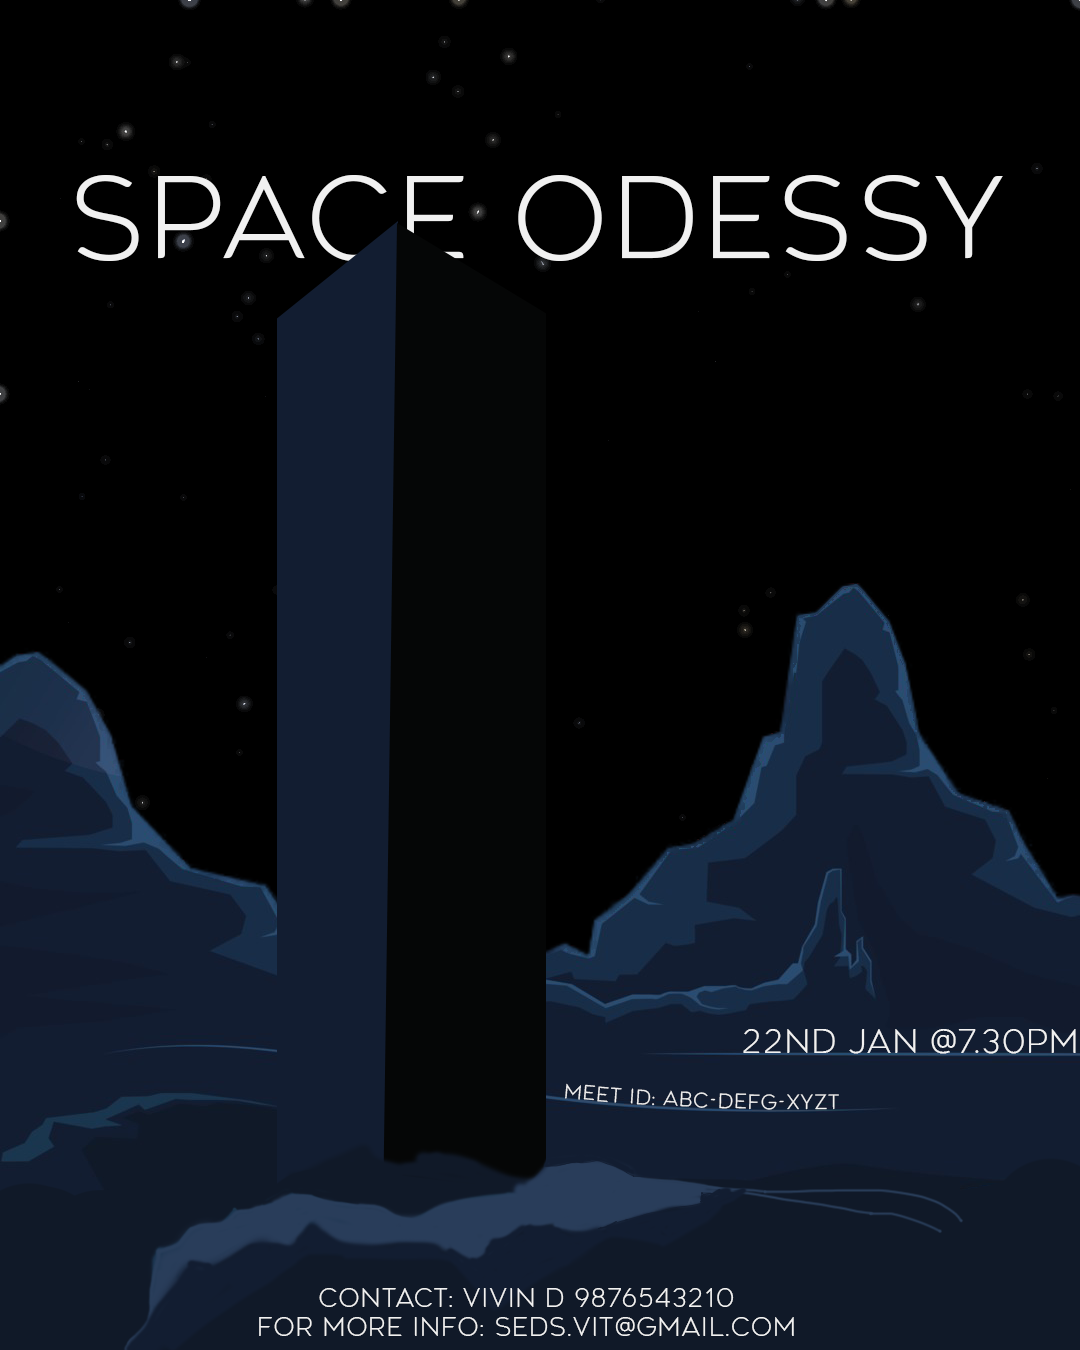 SPACE ODESSY
22ND JAN @7.30PM
MEET ID: ABC-DEFG-XYZT
CONTACT: VIVIN D 9876543210
FOR MORE INFO: SEDS.VIT@GMAIL.COM